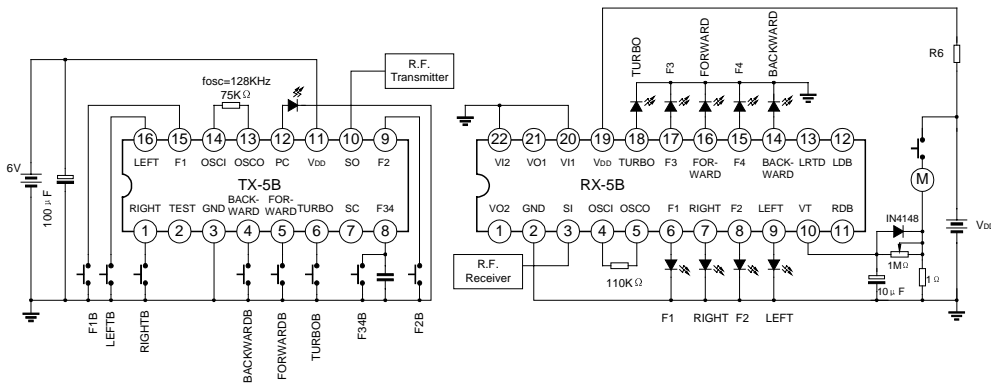 R.F.
Transmitter
fosc=128KHz
75KΩ
6V
100 µF
16 15 14 13 12 11 10 9
LEFT F1 OSCI OSCO PC VDD SO F2
TX-5B
RIGHT TEST GND BACK-WARD FOR-WARD TURBO SC F34
1 2 3 4 5 6 7 8
F1B
LEFTB
RIGHTB
BACKWARDB
FORWARDB
TURBOB
F34B
F2B
TURBO
F3
FORWARD
F4
BACKWARD
R6
22 21 20 19 18 17 16 15 14 13 12
VI2 VO1 VI1 VDD TURBO F3 FOR-WARD F4 BACK-WARD LRTD LDB
RX-5B
VO2 GND SI OSCI OSCO F1 RIGHT F2 LEFT VT RDB
1 2 3 4 5 6 7 8 9 10 11
R.F.
Receiver
110KΩ
F1 RIGHT F2 LEFT
M
IN4148
1MΩ
10 µF
1Ω